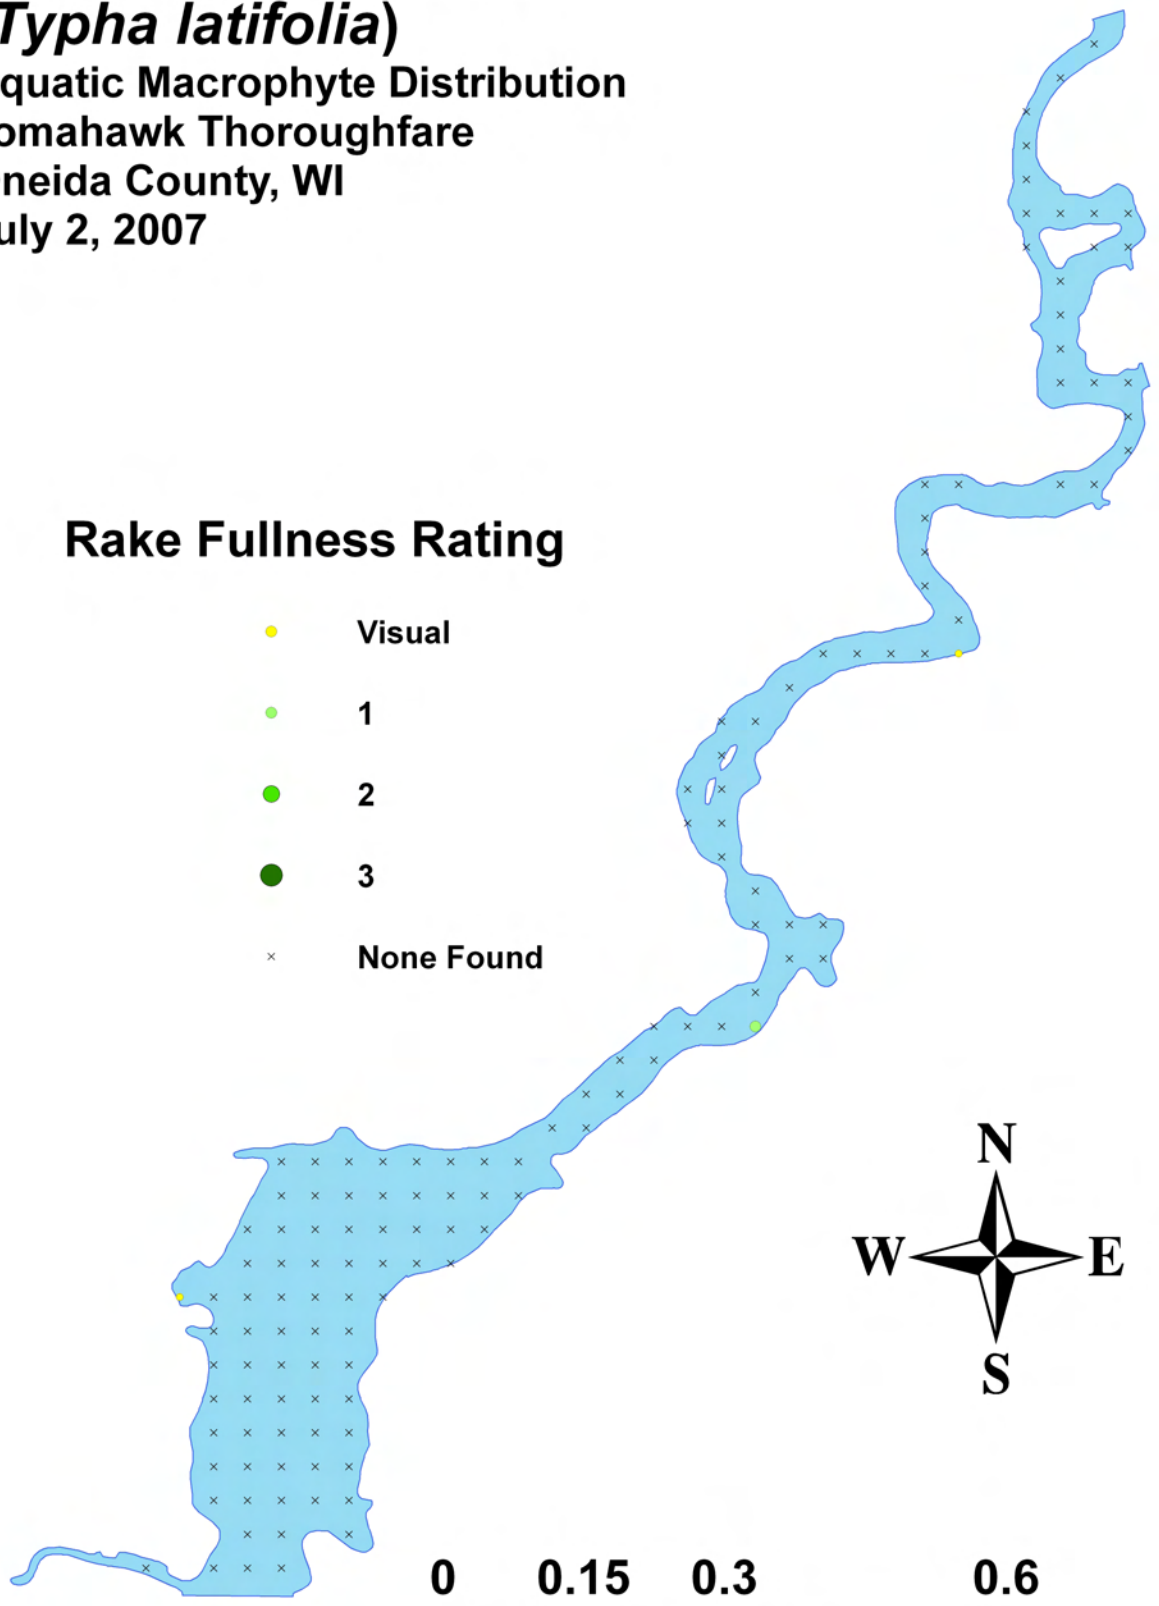 Typha latifolia)
quatic Macrophyte Distribution
omahawk Thoroughfare
neida County, WI
uly 2, 2007
Rake Fullness Rating
Visual
1
2
3
None Found
N
W E
S
0 0.15 0.3 0.6